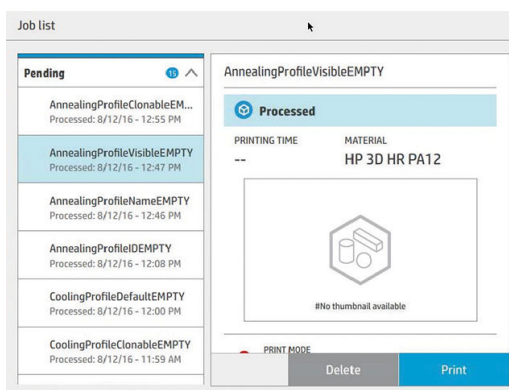 Job list
Pending
15
AnnealingProfileClonableEM...
Processed: 8/12/16 - 12:55 PM
AnnealingProfileVisibleEMPTY
Processed: 8/12/16 - 12:47 PM
AnnealingProfileNameEMPTY
Processed: 8/12/16 - 12:46 PM
AnnealingProfileIDEMPTY
Processed: 8/12/16 - 12:08 PM
CoolingProfileDefaultEMPTY
Processed: 8/12/16 - 12:00 PM
CoolingProfileClonableEMPTY
Processed: 8/12/16 - 11:59 AM
AnnealingProfileVisibleEMPTY
Processed
PRINTING TIME MATERIAL
-- HP 3D HR PA12
#No thumbnail available
PRINT MODE
Delete Print